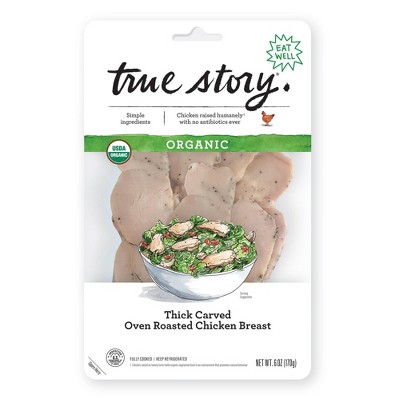 EAT
WELL
true story.
Simple
ingredients
Chicken raised humanely*
with no antibiotics ever
USDA
ORGANIC
ORGANIC
Thick Carved
Oven Roasted Chicken Breast
FULLY COOKED | KEEP REFRIGERATED
NET WT. 6 OZ (170g)